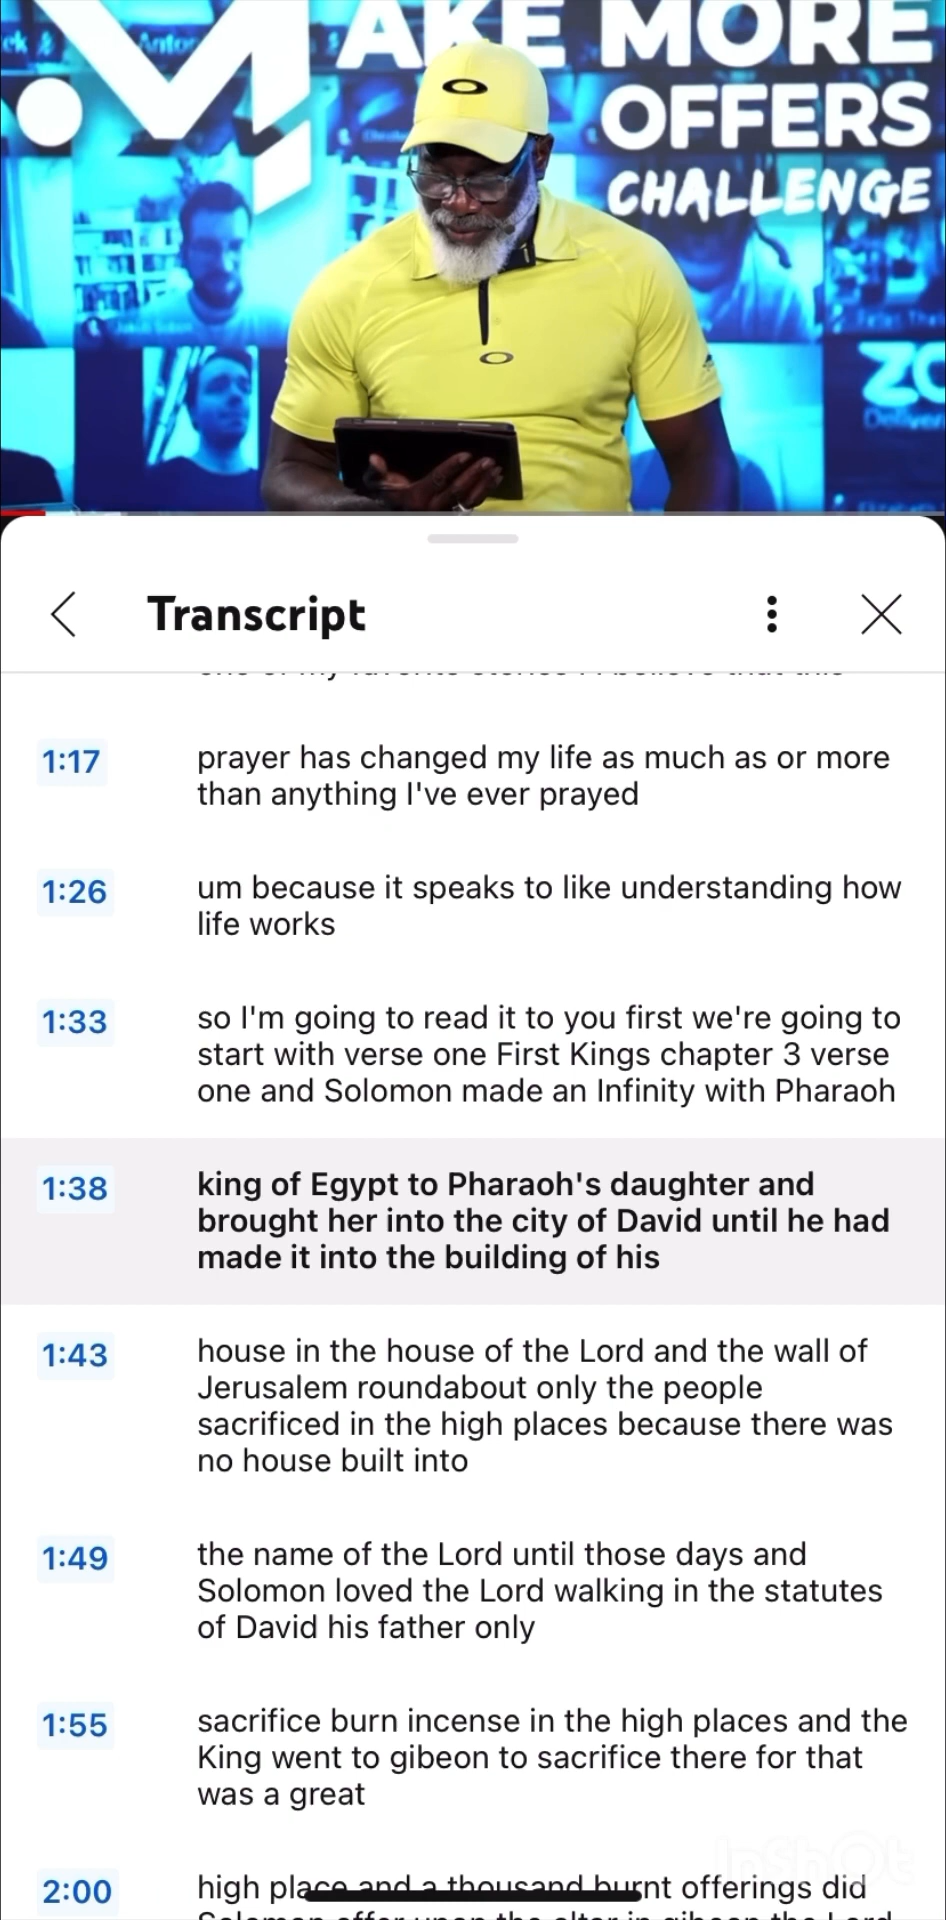 AKE MORE
OFFERS
CHALLENGE
Transcript
1:17
prayer has changed my life as much as or more
than anything I've ever prayed
1:26
um because it speaks to like understanding how
life works
1:33
so I'm going to read it to you first we're going to
start with verse one First Kings chapter 3 verse
one and Solomon made an Infinity with Pharaoh
1:38
king of Egypt to Pharaoh's daughter and
brought her into the city of David until he had
made it into the building of his
1:43
house in the house of the Lord and the wall of
Jerusalem roundabout only the people
sacrificed in the high places because there was
no house built into
1:49
the name of the Lord until those days and
Solomon loved the Lord walking in the statutes
of David his father only
1:55
sacrifice burn incense in the high places and the
King went to gibeon to sacrifice there for that
was a great
InShOt
2:00
high place and a thousand burnt offerings did